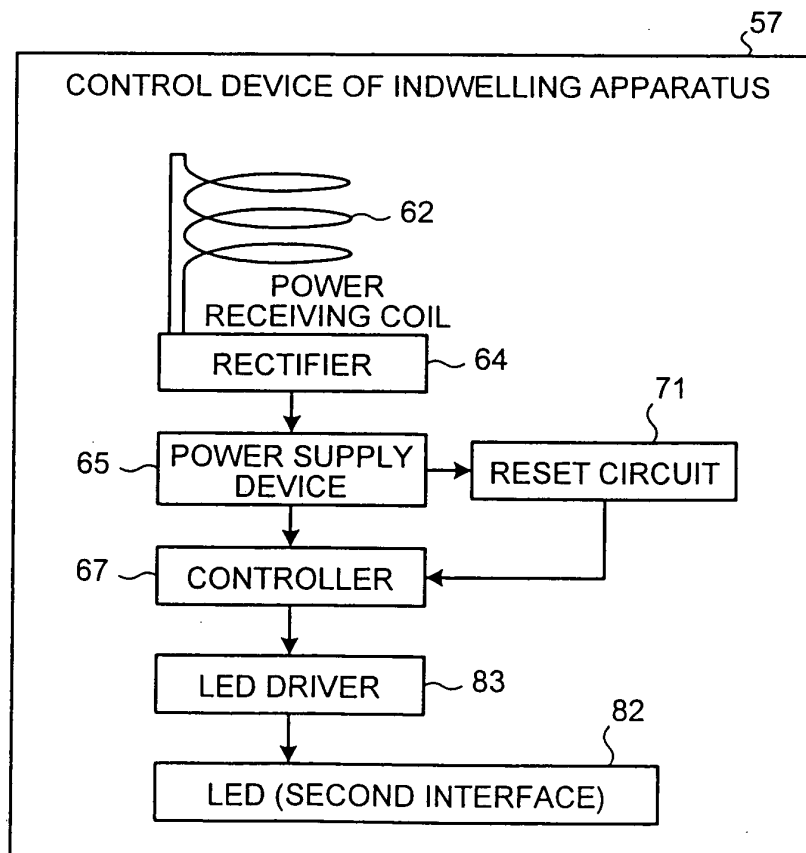 57
CONTROL DEVICE OF INDWELLING APPARATUS
62
POWER
RECEIVING COIL
RECTIFIER
64
71
65
POWER SUPPLY
DEVICE
RESET CIRCUIT
67
CONTROLLER
LED DRIVER
83
82
LED (SECOND INTERFACE)